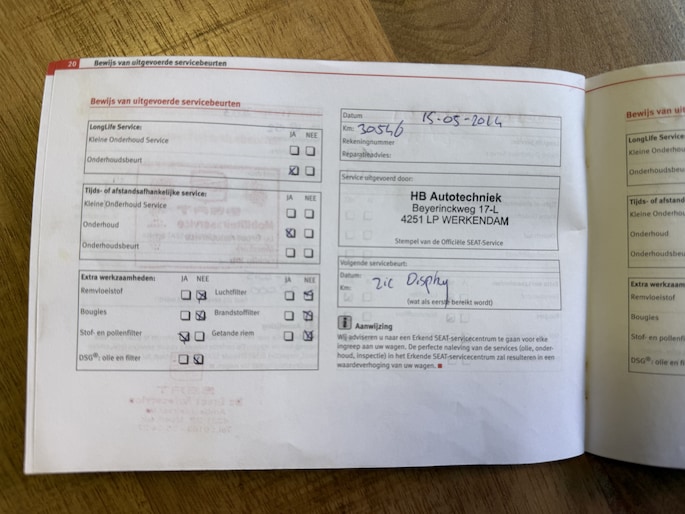 20 Bewijs van uitgevoerde servicebeurten
Bewijs van uitgevoerde servicebeurten
LongLife Service:
JA NEE
Kleine Onderhoud Service
Onderhoudsbeurt
Tijds- of afstandsafhankelijke service:
JA NEE
Kleine Onderhoud Service
Onderhoud
Onderhoudsbeurt
Extra werkzaamheden: JA NEE JA NEE
Remvloeistof Luchtfilter
Bougies Brandstoffilter
Stof- en pollenfilter Getande riem
DSG®: olie en filter
Datum 15-05-2024
Km: 30546
Rekeningnummer
Reparatieadvies:
Service uitgevoerd door:
HB Autotechniek
Beyerinckweg 17-L
4251 LP WERKENDAM
Stempel van de Officiële SEAT-Service
Volgende servicebeurt:
Datum:
Km: zie Display
(wat als eerste bereikt wordt)
Aanwijzing
Wij adviseren u naar een Erkend SEAT-servicecentrum te gaan voor elke
ingreep aan uw wagen. De perfecte naleving van de services (olie, onder-
houd, inspectie) in het Erkende SEAT-servicecentrum zal resulteren in een
waardeverhoging van uw wagen.
Bewijs van
LongLife Service
Kleine
Onderhoudsbeurt
Tijds- of
Kleine
Onderhoud
Onderhoudsbeurt
Extra
Remvloeistof
Bougies
Stof- en
DSG®: olie en